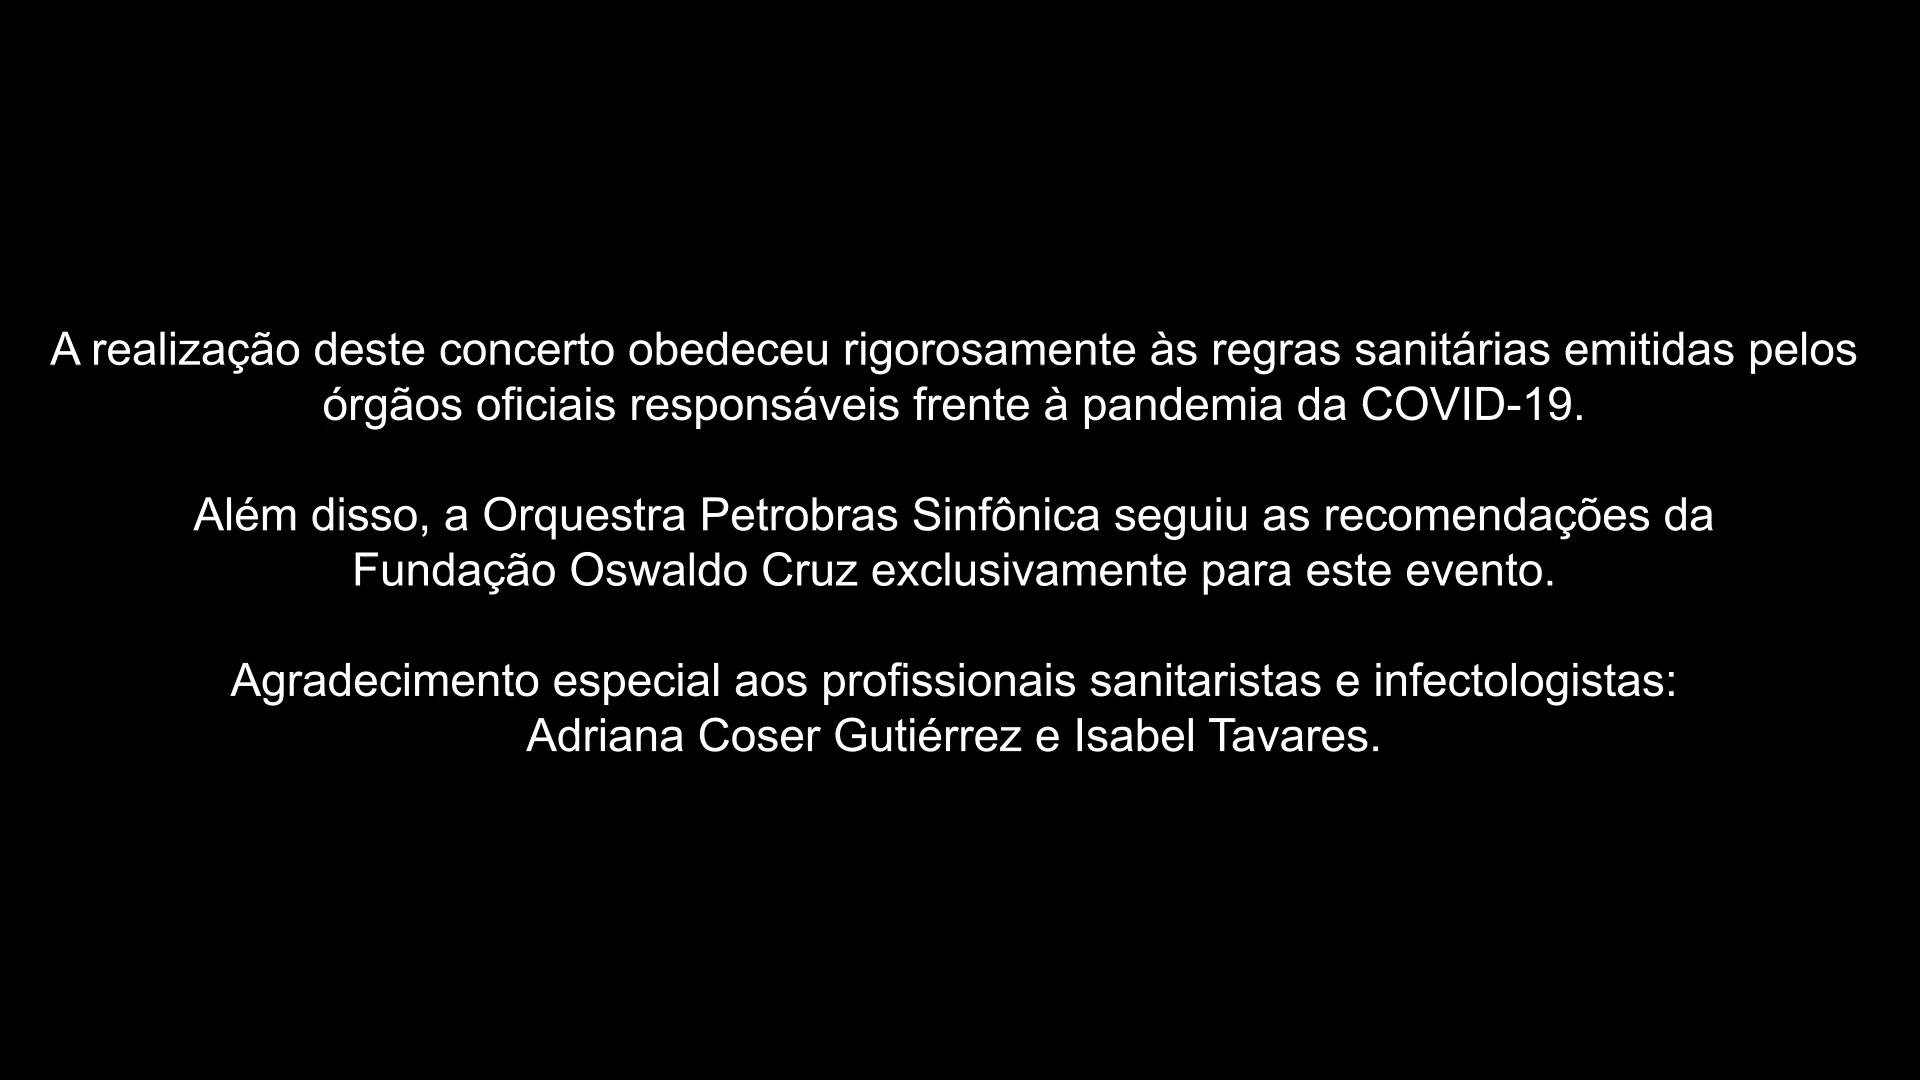 A realização deste concerto obedeceu rigorosamente às regras sanitárias emitidas pelos
órgãos oficiais responsáveis frente à pandemia da COVID-19.
Além disso, a Orquestra Petrobras Sinfônica seguiu as recomendações da
Fundação Oswaldo Cruz exclusivamente para este evento.
Agradecimento especial aos profissionais sanitaristas e infectologistas:
Adriana Coser Gutiérrez e Isabel Tavares.